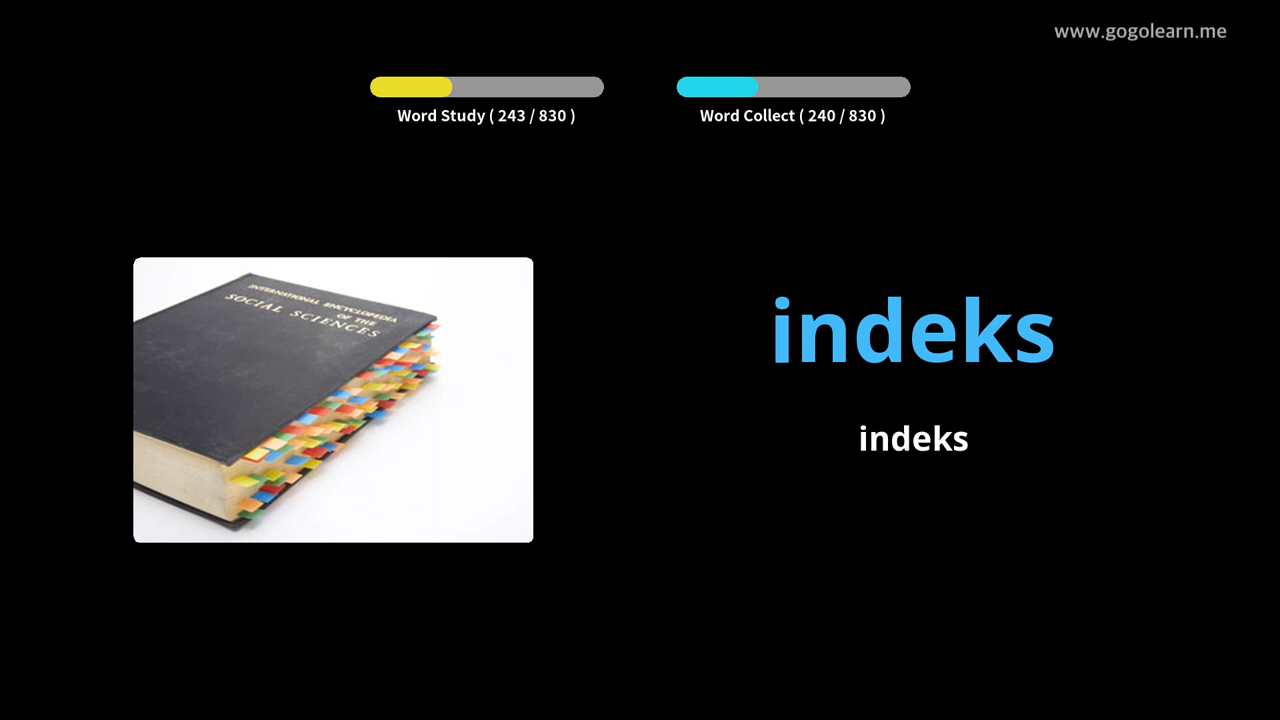 www.gogolearn.me
Word Study ( 243 / 830 )
Word Collect ( 240 / 830 )
INTERNATIONAL ENCYCLOPEDIA
OF THE
SOCIAL SCIENCES
indeks
indeks